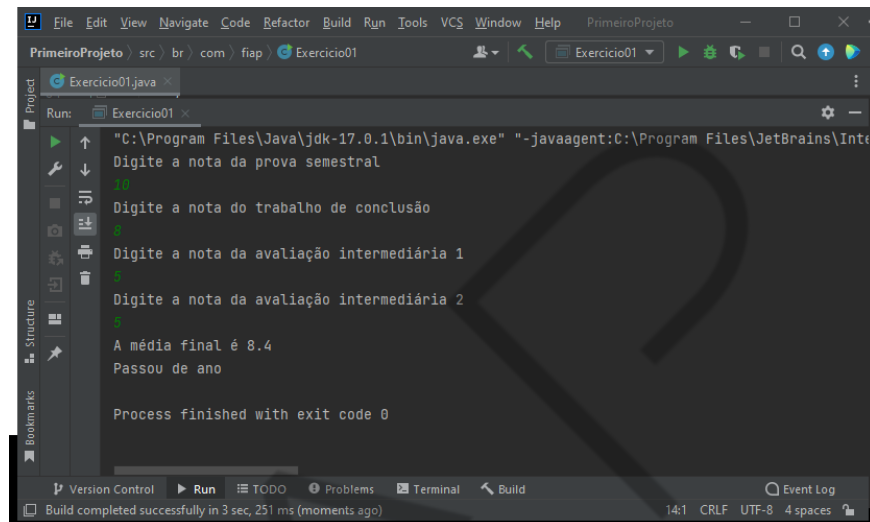 File Edit View Navigate Code Refactor Build Run Tools VCS Window Help PrimeiroProjeto
PrimeiroProjeto src br com fiap Exercicio01 Exercicio01
Project
Exercicio01.java
Run: Exercicio01
"C:\Program Files\Java\jdk-17.0.1\bin\java.exe" "-javaagent:C:\Program Files\JetBrains\Inte
Digite a nota da prova semestral
10
Digite a nota do trabalho de conclusão
8
Digite a nota da avaliação intermediária 1
5
Digite a nota da avaliação intermediária 2
5
A média final é 8.4
Passou de ano
Process finished with exit code 0
Structure
Bookmarks
Version Control Run TODO Problems Terminal Build Event Log
Build completed successfully in 3 sec, 251 ms (moments ago) 14:1 CRLF UTF-8 4 spaces